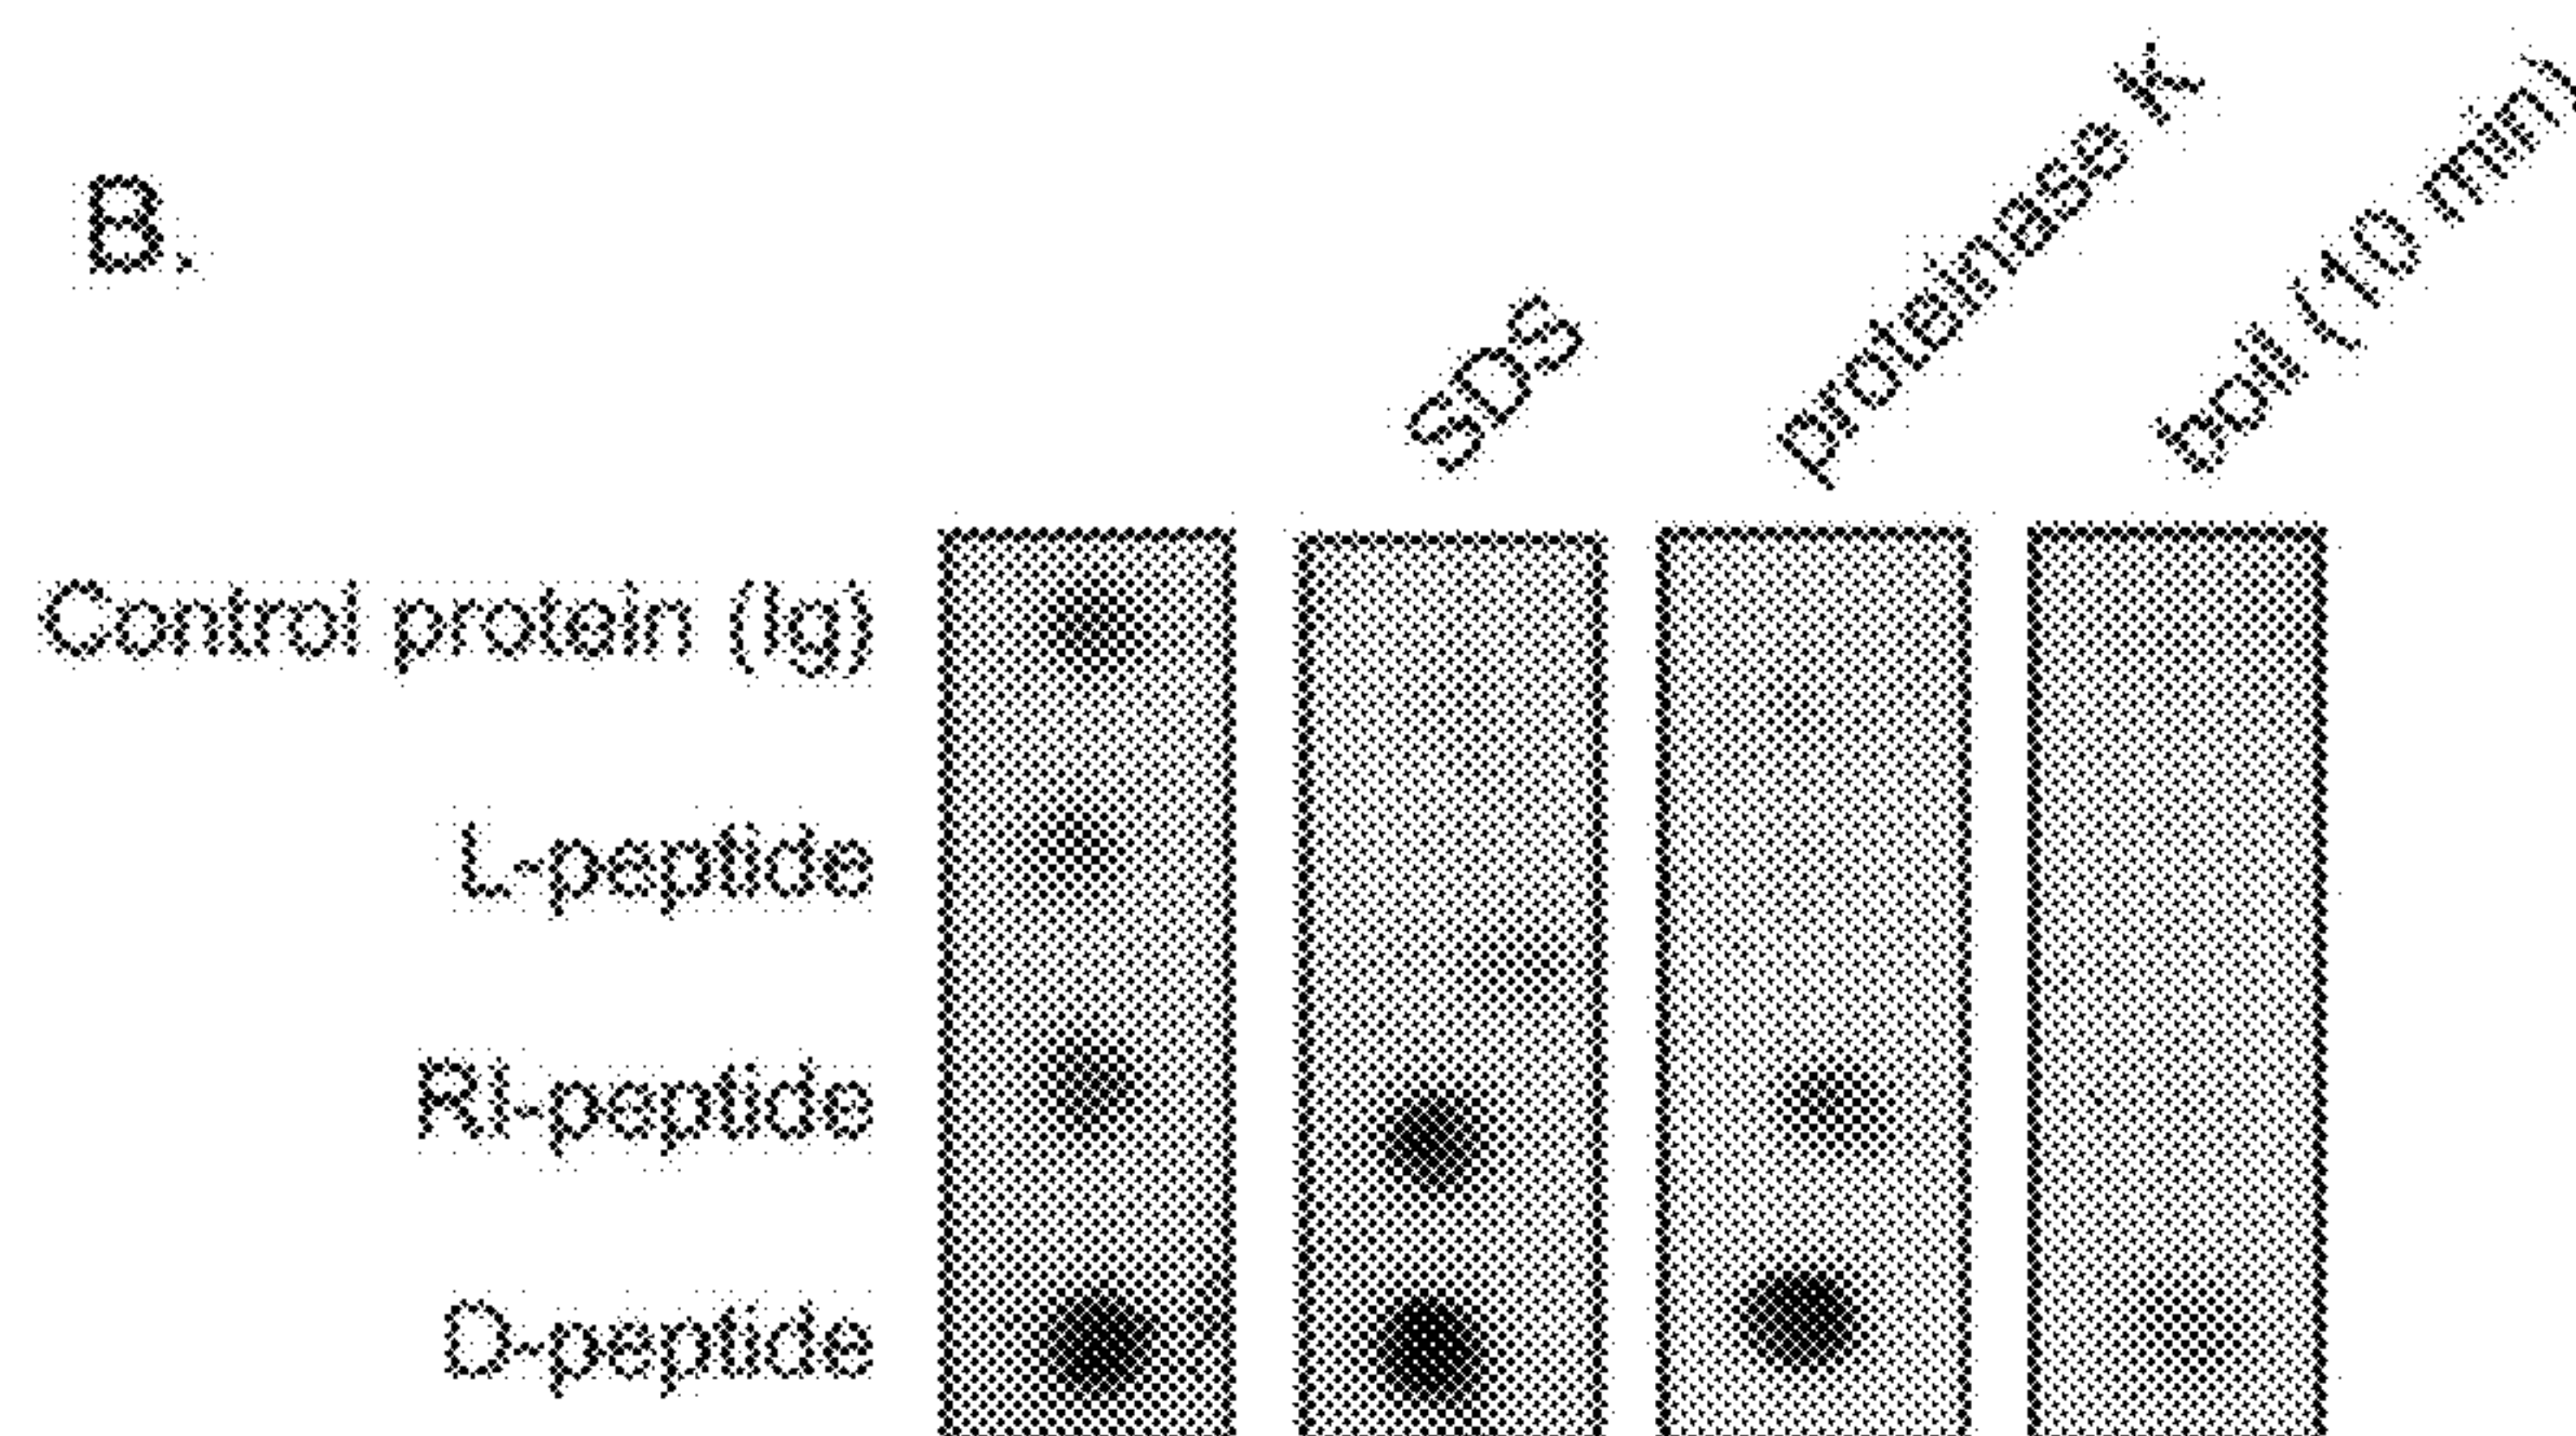 B.
SDS
proteinase K
boil (10 min)
Control protein (Ig)
L-peptide
RI-peptide
D-peptide